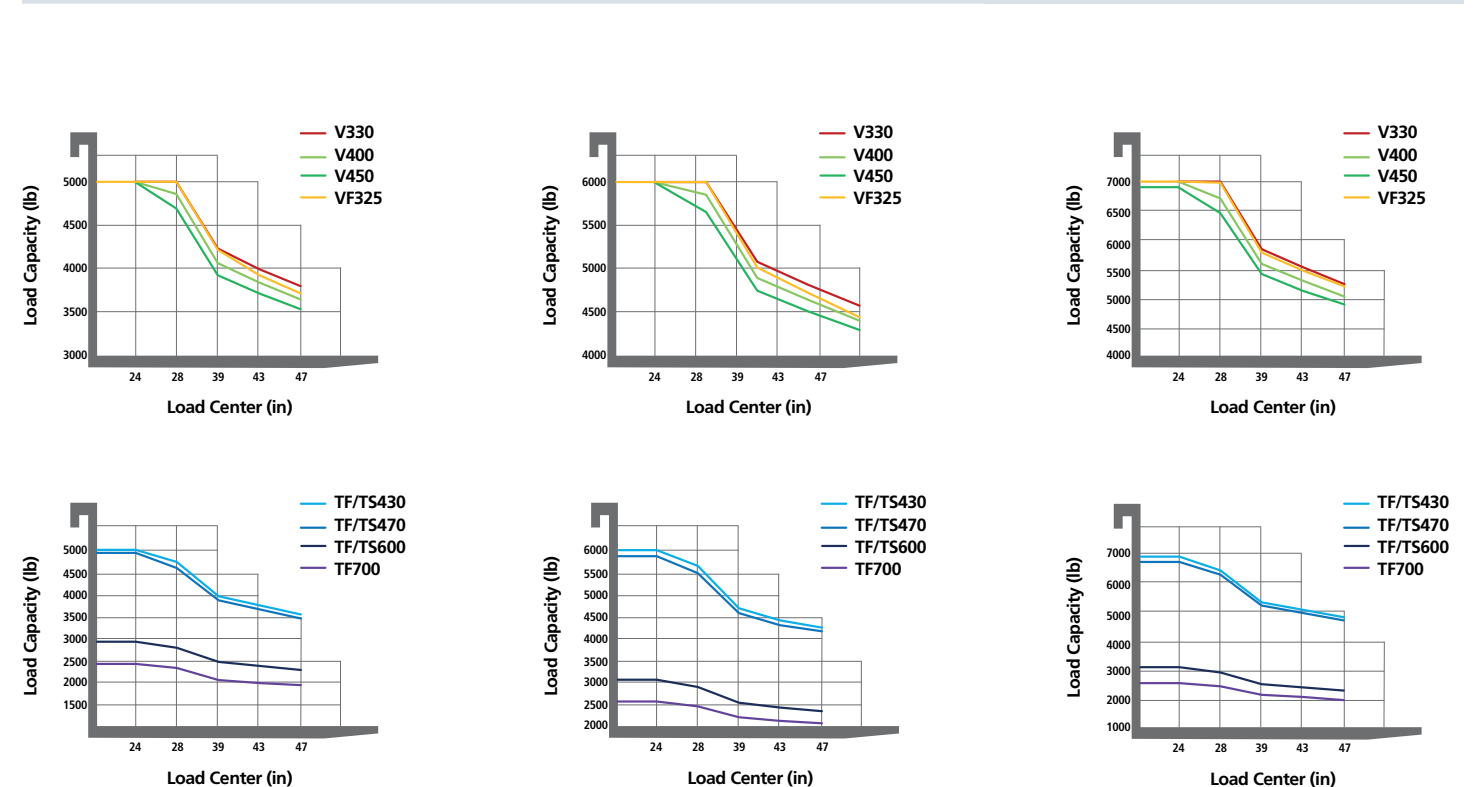 V330
V400
V450
VF325
Load Capacity (lb)
5000
4500
4000
3500
3000
24 28 39 43 47
Load Center (in)
V330
V400
V450
VF325
Load Capacity (lb)
6000
5500
5000
4500
4000
24 28 39 43 47
Load Center (in)
V330
V400
V450
VF325
Load Capacity (lb)
7000
6500
6000
5500
5000
4500
4000
24 28 39 43 47
Load Center (in)
TF/TS430
TF/TS470
TF/TS600
TF700
Load Capacity (lb)
5000
4500
4000
3500
3000
2500
2000
1500
24 28 39 43 47
Load Center (in)
TF/TS430
TF/TS470
TF/TS600
TF700
Load Capacity (lb)
6000
5500
5000
4500
4000
3500
3000
2500
2000
24 28 39 43 47
Load Center (in)
TF/TS430
TF/TS470
TF/TS600
TF700
Load Capacity (lb)
7000
6000
5000
4000
3000
2000
1000
24 28 39 43 47
Load Center (in)